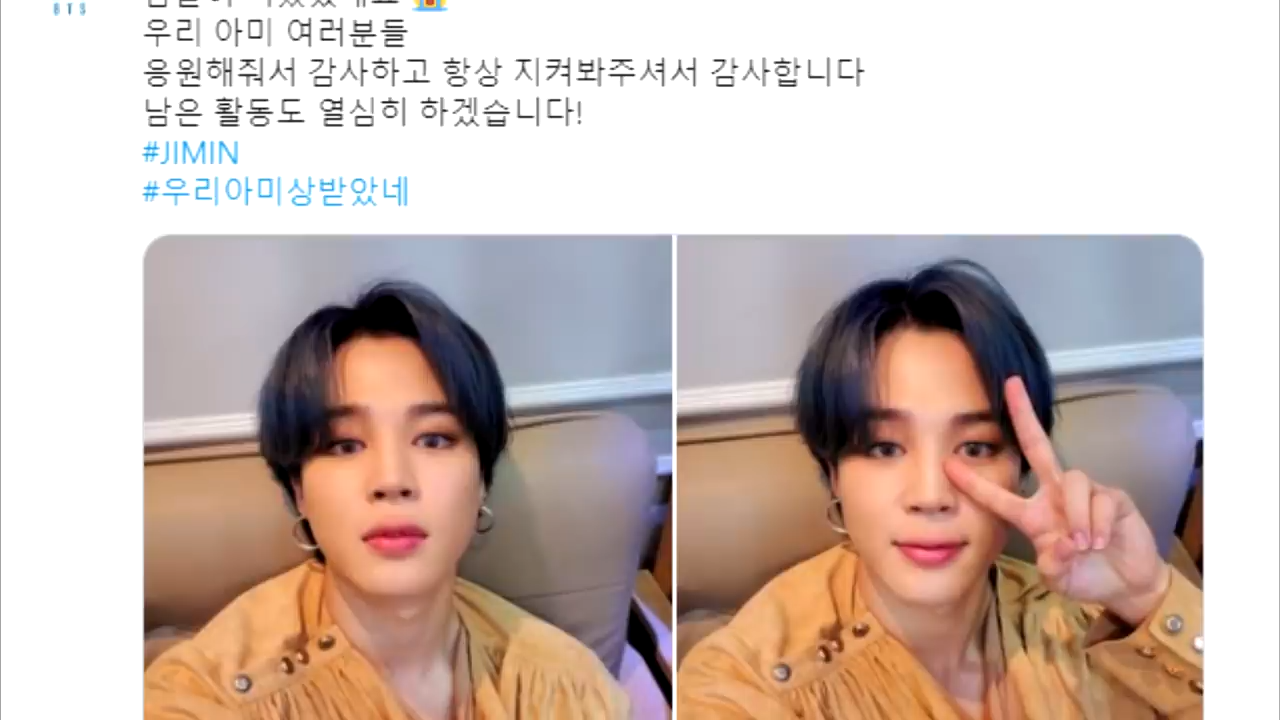 BTS
우리 아미 여러분들
응원해줘서 감사하고 항상 지켜봐주셔서 감사합니다
남은 활동도 열심히 하겠습니다!
#JIMIN
#우리아미상받았네